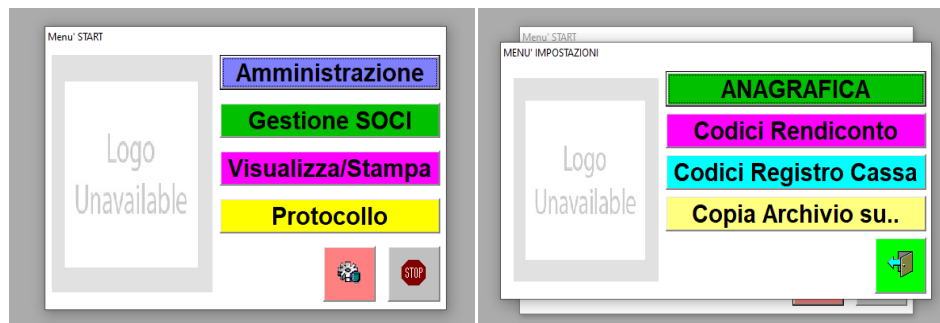 Menu' START
Logo
Unavailable
Amministrazione
Gestione SOCI
Visualizza/Stampa
Protocollo
STOP
Menu' START
MENU' IMPOSTAZIONI
Logo
Unavailable
ANAGRAFICA
Codici Rendiconto
Codici Registro Cassa
Copia Archivio su..